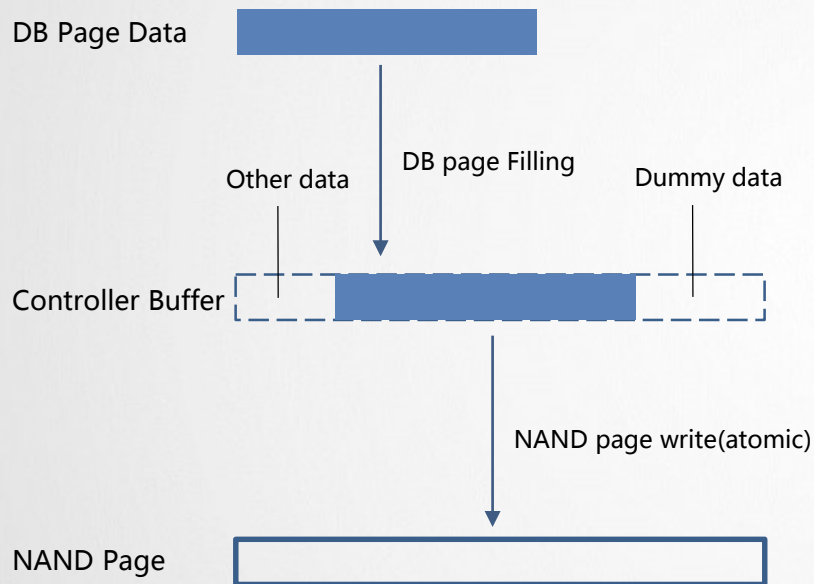 DB Page Data
DB page Filling
Other data
Dummy data
Controller Buffer
NAND page write(atomic)
NAND Page